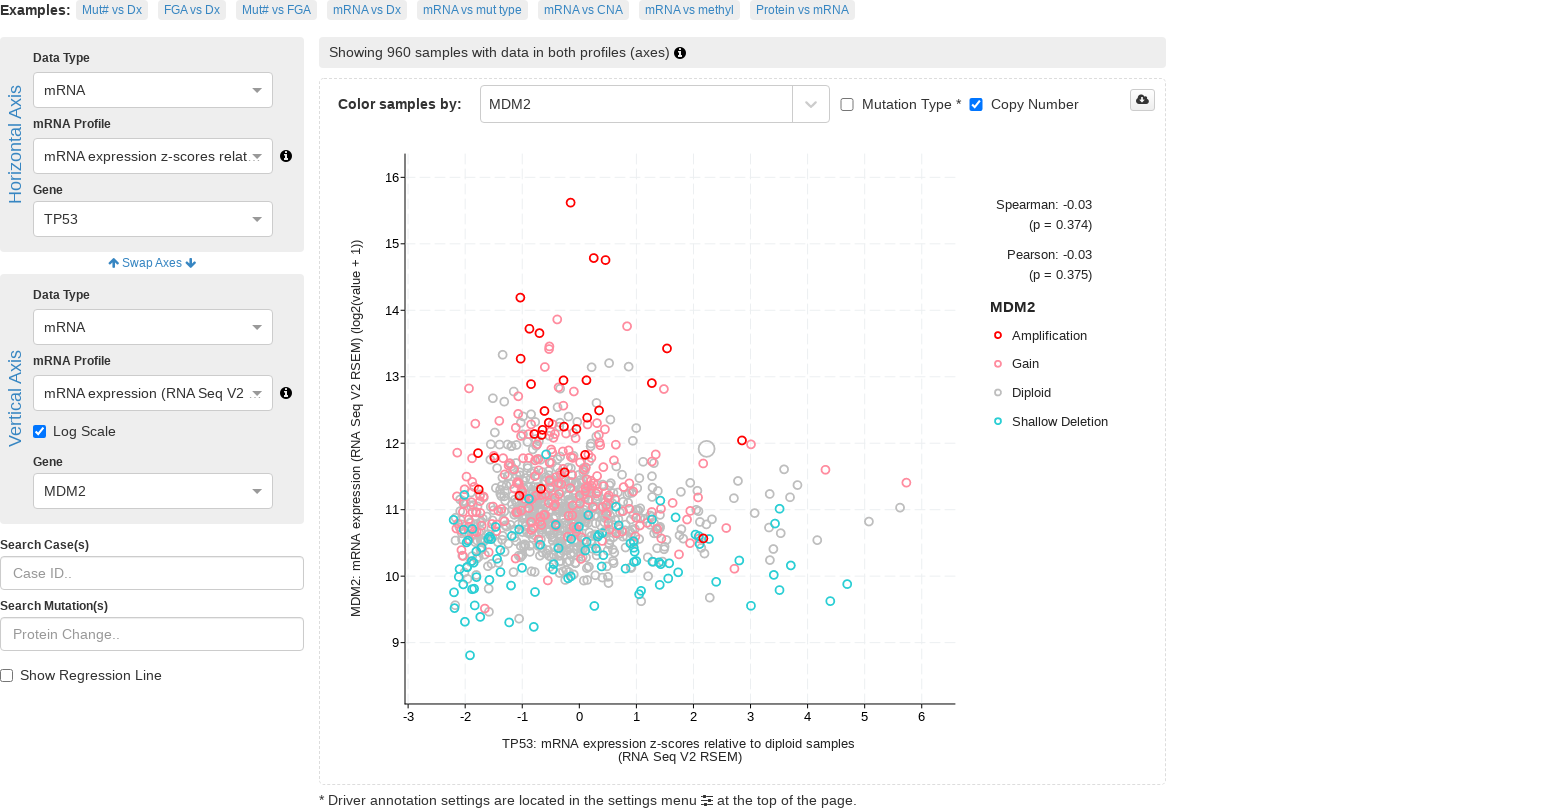 Examples: Mut# vs Dx FGA vs Dx Mut# vs FGA mRNA vs Dx mRNA vs mut type mRNA vs CNA mRNA vs methyl Protein vs mRNA
Horizontal Axis
Data Type
mRNA
mRNA Profile
mRNA expression z-scores relat…
Gene
TP53
Swap Axes
Vertical Axis
Data Type
mRNA
mRNA Profile
mRNA expression (RNA Seq V2 …
Log Scale
Gene
MDM2
Search Case(s)
Case ID..
Search Mutation(s)
Protein Change..
Show Regression Line
Showing 960 samples with data in both profiles (axes)
Color samples by: MDM2 Mutation Type * Copy Number
MDM2: mRNA expression (RNA Seq V2 RSEM) (log2(value + 1))
16
15
14
13
12
11
10
9
-3 -2 -1 0 1 2 3 4 5 6
TP53: mRNA expression z-scores relative to diploid samples
(RNA Seq V2 RSEM)
Spearman: -0.03
(p = 0.374)
Pearson: -0.03
(p = 0.375)
MDM2
Amplification
Gain
Diploid
Shallow Deletion
* Driver annotation settings are located in the settings menu at the top of the page.